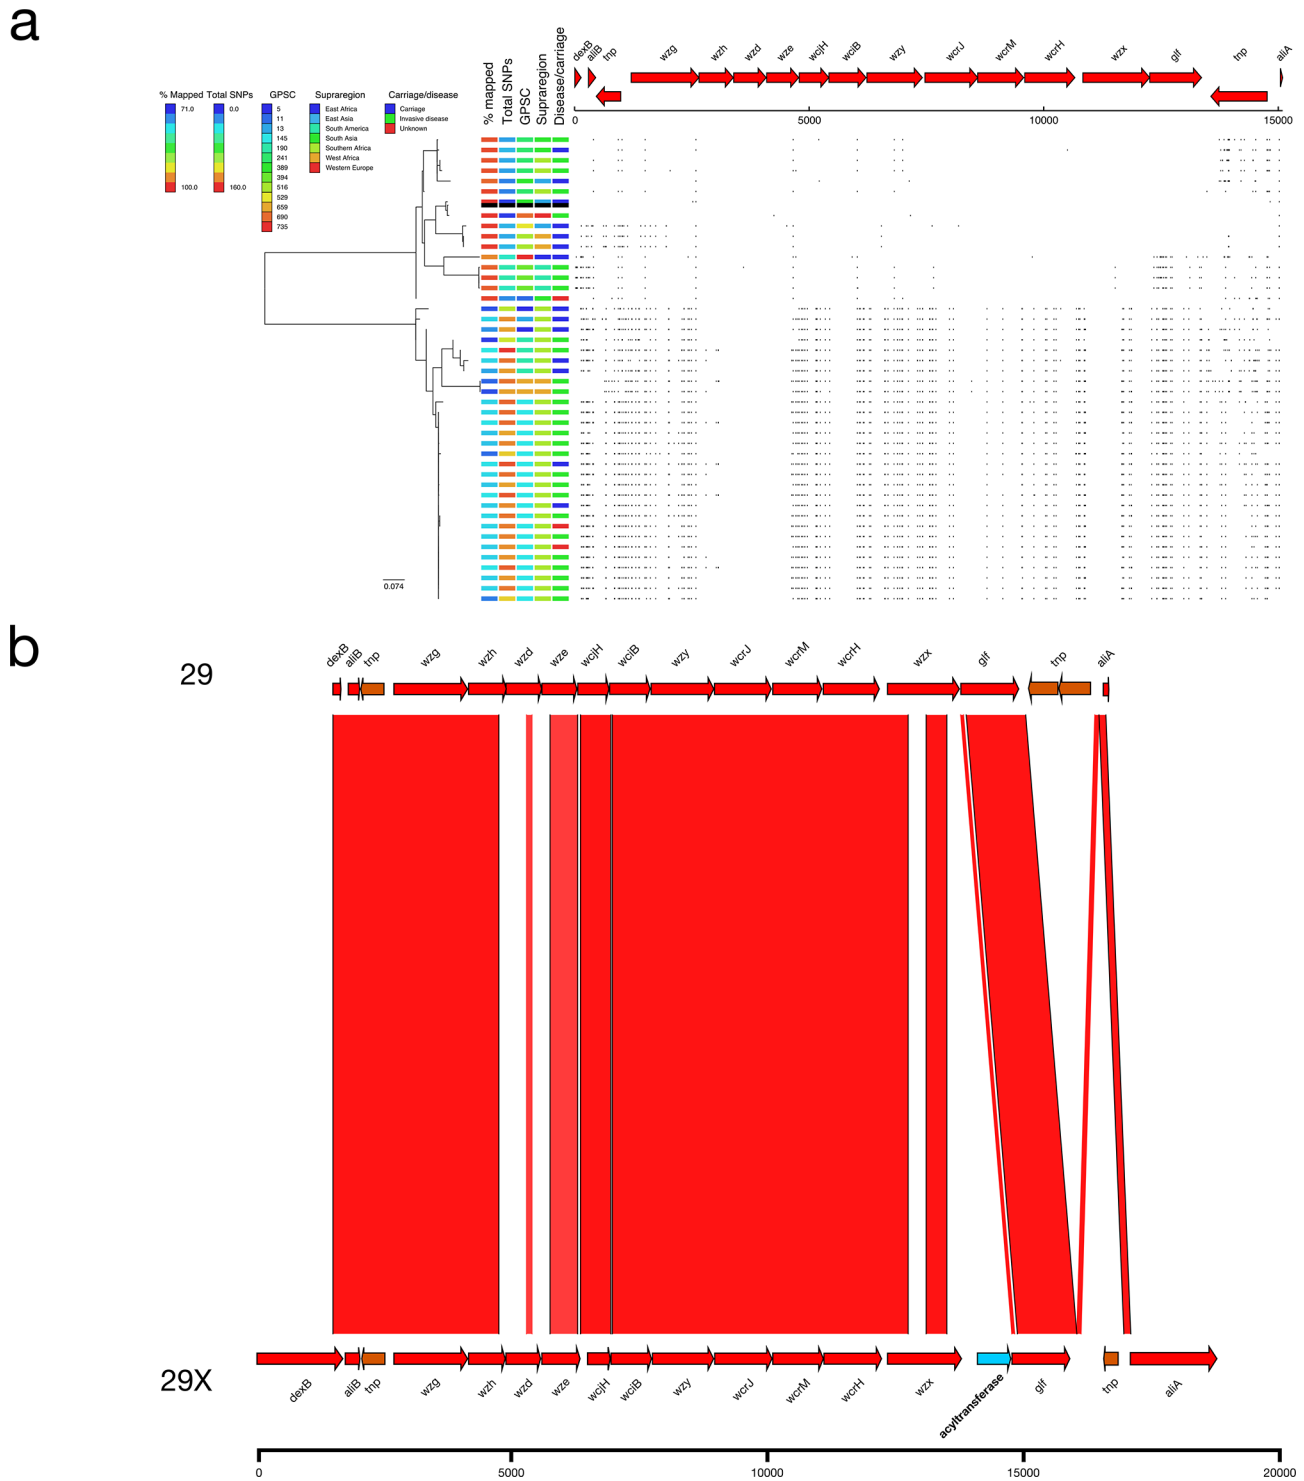 a
dexB aliB tnp wzg wzh wzd wze wcjH wciB wzy wcrJ wcrM wcrH wzx glf tnp aliA
% mapped
Total SNPs
GPSC
Supraregion
Disease/carriage
0 5000 10000 15000
% Mapped Total SNPs GPSC Supraregion Carriage/disease
71.0 0.0 5 East Africa Carriage
11 East Asia Invasive disease
13 South America Unknown
145 South Asia
190 Southern Africa
241 West Africa
389 Western Europe
394
100.0 160.0 516
529
659
690
735
0.074
b
29
dexB aliB tnp wzg wzh wzd wze wcjH wciB wzy wcrJ wcrM wcrH wzx glf tnp aliA
29X
dexB aliB tnp wzg wzh wzd wze wcjH wciB wzy wcrJ wcrM wcrH wzx acyltransferase glf tnp aliA
0 5000 10000 15000 20000